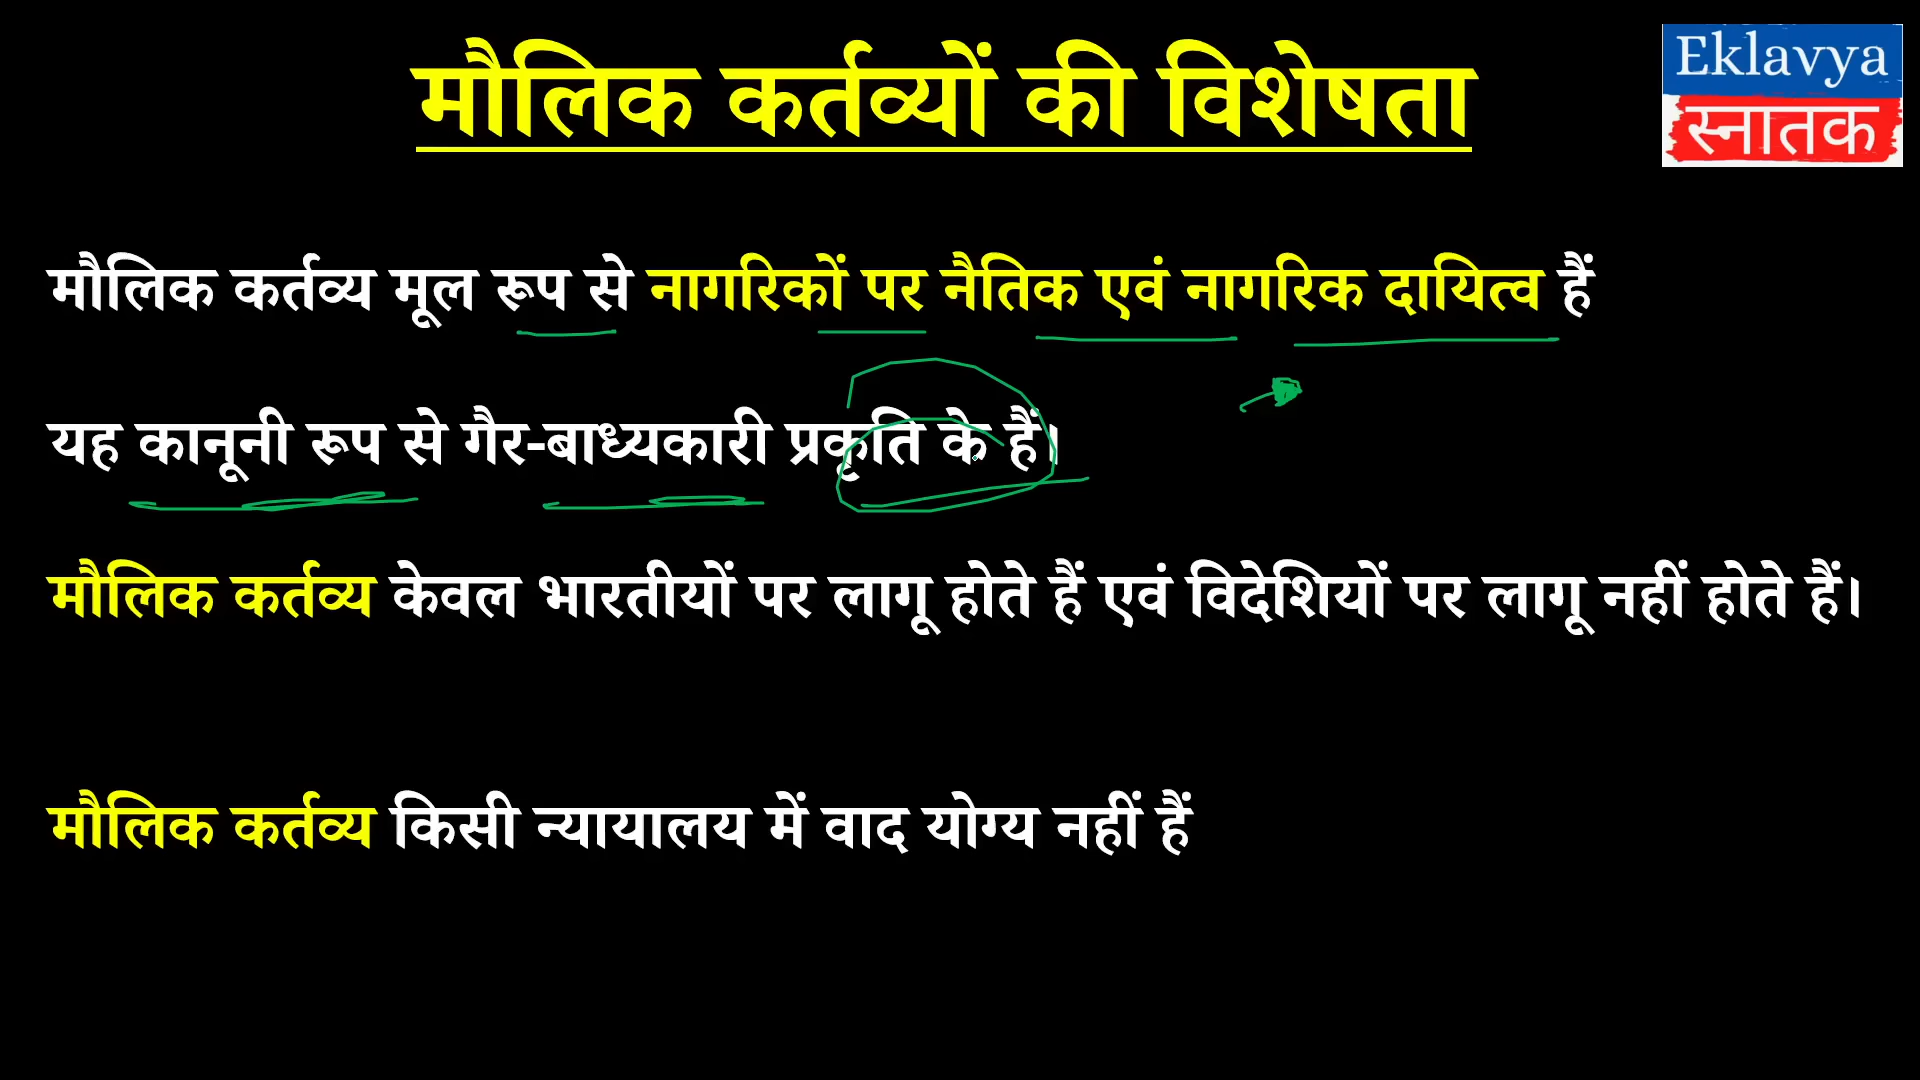 मौलिक कर्तव्यों की विशेषता
Eklavya
स्नातक
मौलिक कर्तव्य मूल रूप से नागरिकों पर नैतिक एवं नागरिक दायित्व हैं
यह कानूनी रूप से गैर-बाध्यकारी प्रकृति के हैं।
मौलिक कर्तव्य केवल भारतीयों पर लागू होते हैं एवं विदेशियों पर लागू नहीं होते हैं।
मौलिक कर्तव्य किसी न्यायालय में वाद योग्य नहीं हैं